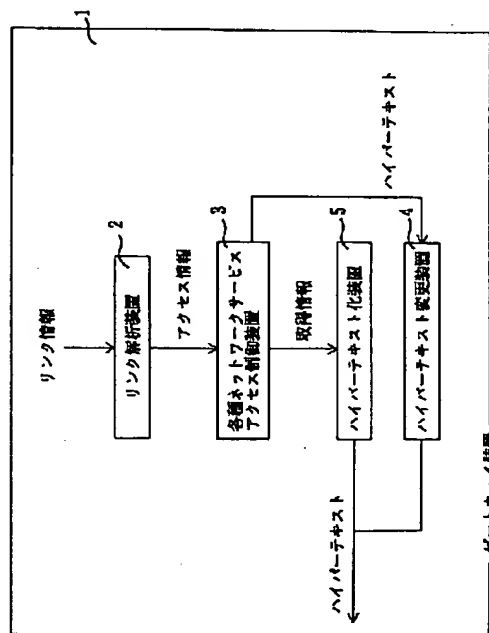 1
リンク情報
2
リンク解析装置
アクセス情報
3
各種ネットワークサービス
アクセス制御装置
取得情報
ハイパーテキスト
5
ハイパーテキスト化装置
4
ハイパーテキスト変更装置
ハイパーテキスト